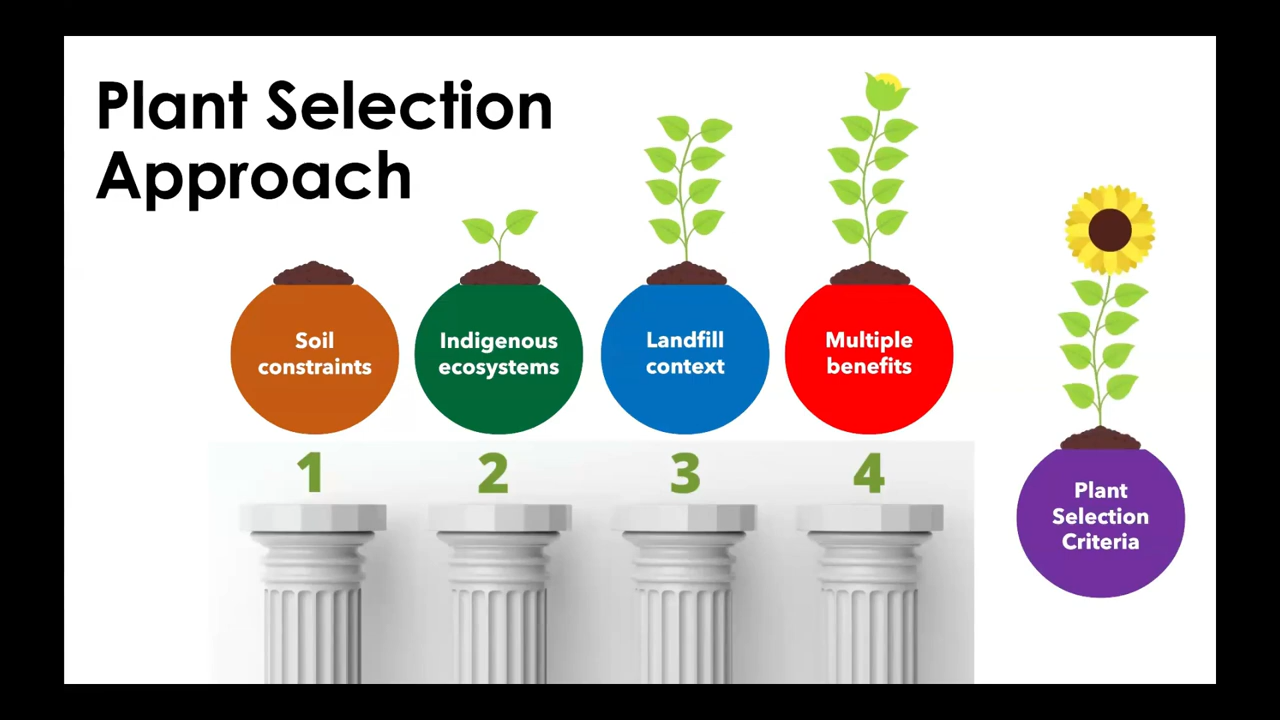 Plant Selection
Approach
Soil
constraints
Indigenous
ecosystems
Landfill
context
Multiple
benefits
1
2
3
4
Plant
Selection
Criteria